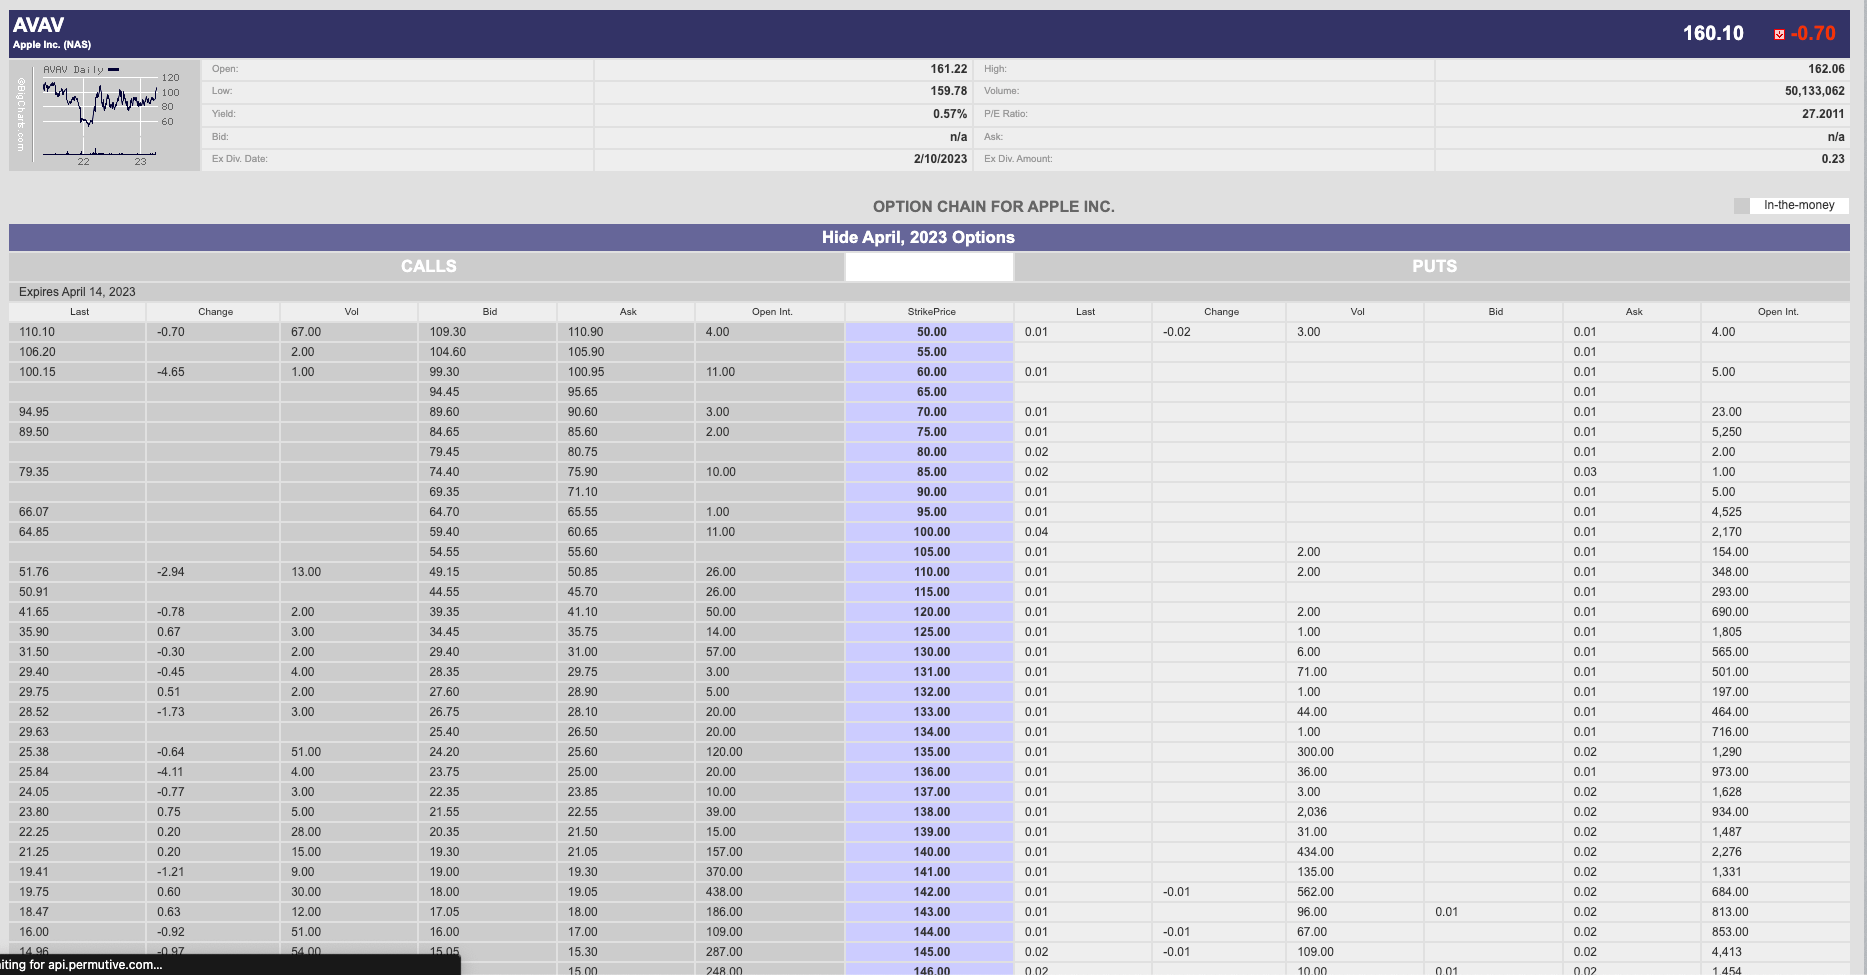 AVAV
Apple Inc. (NAS)
160.10 -0.70
©BigCharts.com
AVAV Daily
120
100
80
60
22 23
Open: 161.22 High: 162.06
Low: 159.78 Volume: 50,133,062
Yield: 0.57% P/E Ratio: 27.2011
Bid: n/a Ask: n/a
Ex Div. Date: 2/10/2023 Ex Div. Amount: 0.23
OPTION CHAIN FOR APPLE INC.
In-the-money
Hide April, 2023 Options
CALLS PUTS
Expires April 14, 2023
Last Change Vol Bid Ask Open Int. StrikePrice Last Change Vol Bid Ask Open Int.
110.10 -0.70 67.00 109.30 110.90 4.00 50.00 0.01 -0.02 3.00 0.01 4.00
106.20 2.00 104.60 105.90 55.00 0.01
100.15 -4.65 1.00 99.30 100.95 11.00 60.00 0.01 0.01 5.00
94.45 95.65 65.00 0.01
94.95 89.60 90.60 3.00 70.00 0.01 0.01 23.00
89.50 84.65 85.60 2.00 75.00 0.01 0.01 5,250
79.45 80.75 80.00 0.02 0.01 2.00
79.35 74.40 75.90 10.00 85.00 0.02 0.03 1.00
69.35 71.10 90.00 0.01 0.01 5.00
66.07 64.70 65.55 1.00 95.00 0.01 0.01 4,525
64.85 59.40 60.65 11.00 100.00 0.04 0.01 2,170
54.55 55.60 105.00 0.01 2.00 0.01 154.00
51.76 -2.94 13.00 49.15 50.85 26.00 110.00 0.01 2.00 0.01 348.00
50.91 44.55 45.70 26.00 115.00 0.01 0.01 293.00
41.65 -0.78 2.00 39.35 41.10 50.00 120.00 0.01 2.00 0.01 690.00
35.90 0.67 3.00 34.45 35.75 14.00 125.00 0.01 1.00 0.01 1,805
31.50 -0.30 2.00 29.40 31.00 57.00 130.00 0.01 6.00 0.01 565.00
29.40 -0.45 4.00 28.35 29.75 3.00 131.00 0.01 71.00 0.01 501.00
29.75 0.51 2.00 27.60 28.90 5.00 132.00 0.01 1.00 0.01 197.00
28.52 -1.73 3.00 26.75 28.10 20.00 133.00 0.01 44.00 0.01 464.00
29.63 25.40 26.50 20.00 134.00 0.01 1.00 0.01 716.00
25.38 -0.64 51.00 24.20 25.60 120.00 135.00 0.01 300.00 0.02 1,290
25.84 -4.11 4.00 23.75 25.00 20.00 136.00 0.01 36.00 0.01 973.00
24.05 -0.77 3.00 22.35 23.85 10.00 137.00 0.01 3.00 0.02 1,628
23.80 0.75 5.00 21.55 22.55 39.00 138.00 0.01 2,036 0.02 934.00
22.25 0.20 28.00 20.35 21.50 15.00 139.00 0.01 31.00 0.02 1,487
21.25 0.20 15.00 19.30 21.05 157.00 140.00 0.01 434.00 0.02 2,276
19.41 -1.21 9.00 19.00 19.30 370.00 141.00 0.01 135.00 0.02 1,331
19.75 0.60 30.00 18.00 19.05 438.00 142.00 0.01 -0.01 562.00 0.02 684.00
18.47 0.63 12.00 17.05 18.00 186.00 143.00 0.01 96.00 0.01 0.02 813.00
16.00 -0.92 51.00 16.00 17.00 109.00 144.00 0.01 -0.01 67.00 0.02 853.00
14.96 -0.97 54.00 15.05 15.30 287.00 145.00 0.02 -0.01 109.00 0.02 4,413
15.00 248.00 146.00 0.02 10.00 0.01 0.02 1,454
iting for api.permutive.com...